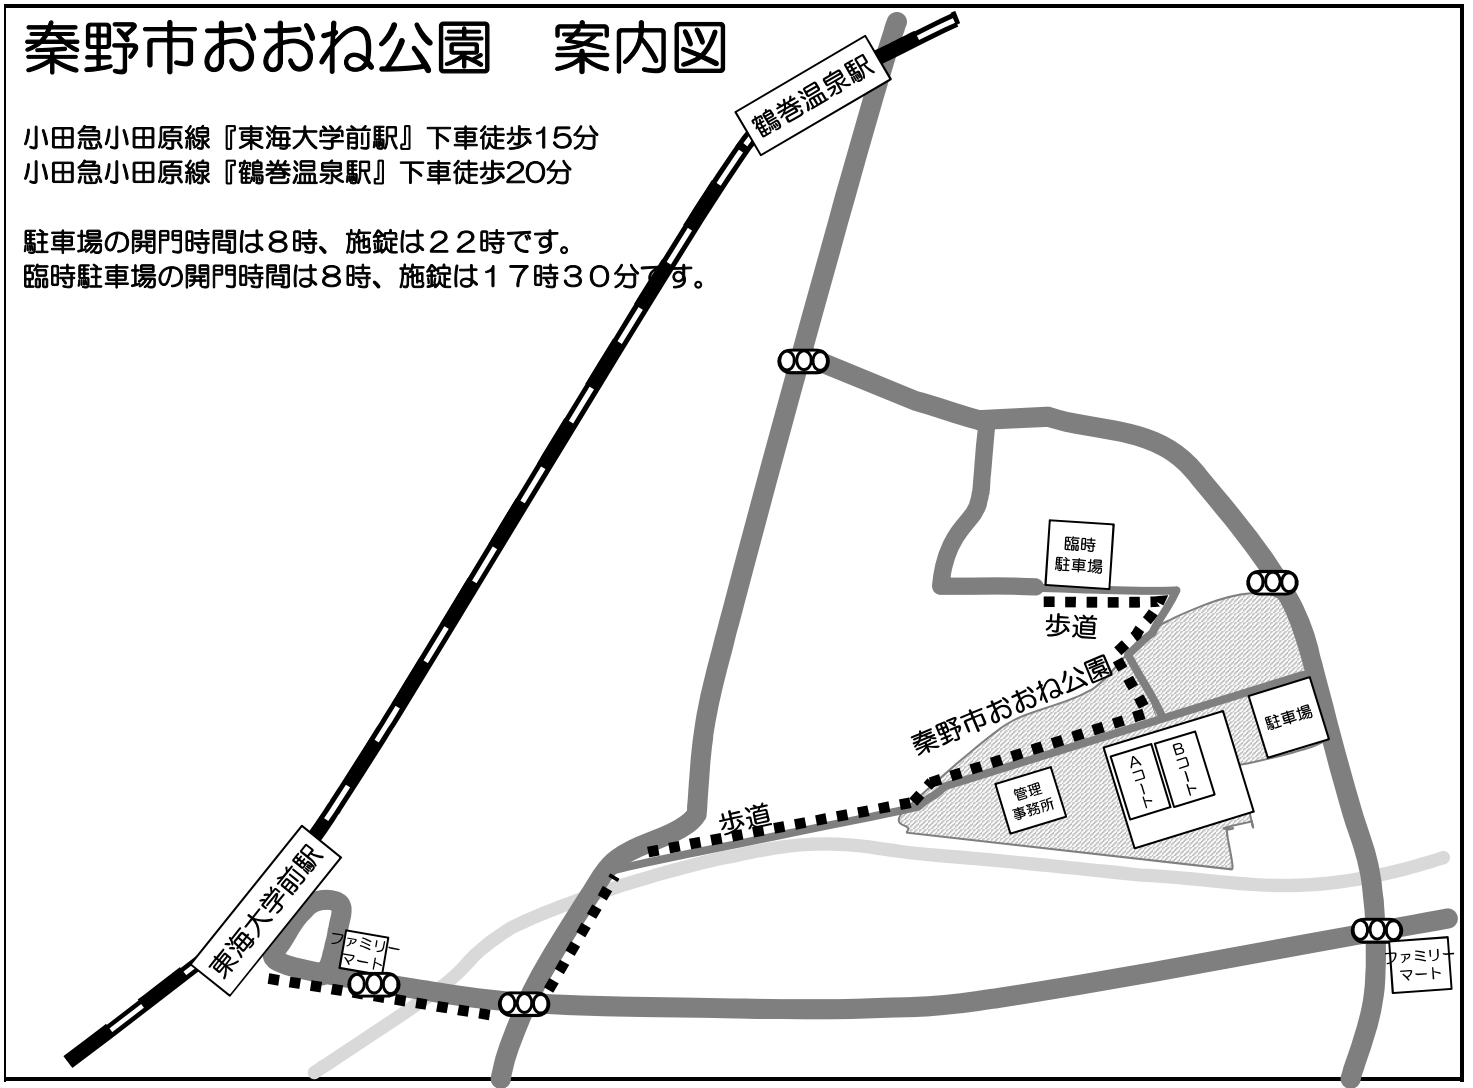 秦野市おおね公園　案内図
小田急小田原線『東海大学前駅』下車徒歩15分
小田急小田原線『鶴巻温泉駅』下車徒歩20分
駐車場の開門時間は８時、施錠は２２時です。
臨時駐車場の開門時間は８時、施錠は１７時３０分です。
鶴巻温泉駅
臨時
駐車場
歩道
秦野市おおね公園
駐車場
Aコート
Bコート
管理
事務所
歩道
東海大学前駅
ファミリー
マート
ファミリー
マート